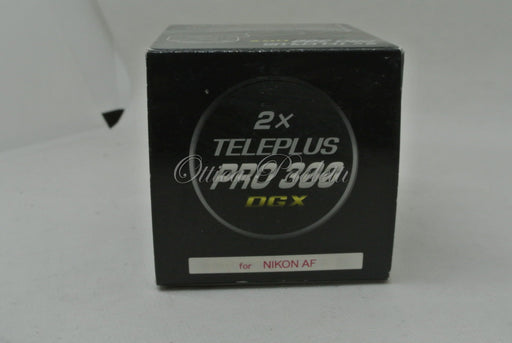 2X
TELEPLUS
PRO 300
DGX
for NIKON AF